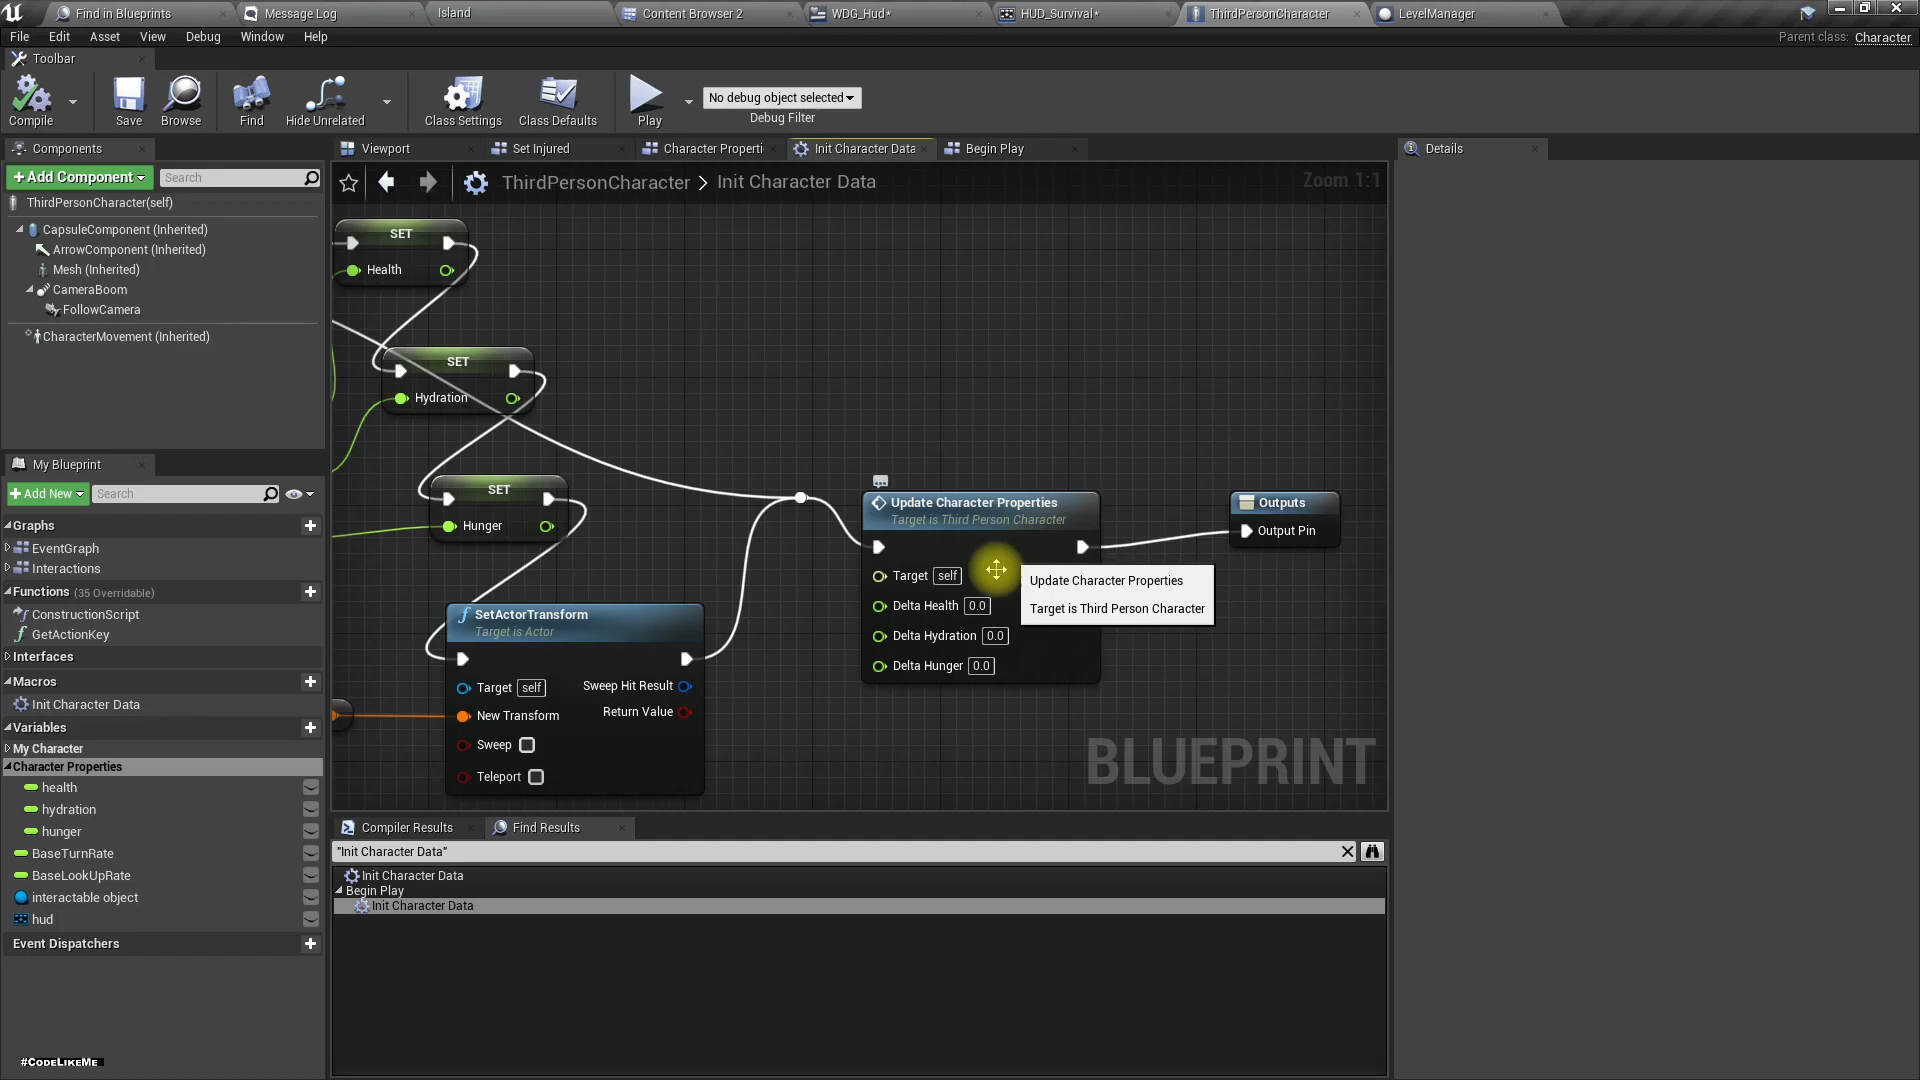 Find in Blueprints
Message Log
Island
Content Browser 2
WDG_Hud*
HUD_Survival*
ThirdPersonCharacter
LevelManager
File
Edit
Asset
View
Debug
Window
Help
Parent class:
Character
Toolbar
Compile
Save
Browse
Find
Hide Unrelated
Class Settings
Class Defaults
Play
No debug object selected
Debug Filter
Components
Viewport
Set Injured
Character Properti
Init Character Data
Begin Play
Details
+ Add Component
Search
ThirdPersonCharacter > Init Character Data
Zoom 1:1
ThirdPersonCharacter(self)
CapsuleComponent (Inherited)
ArrowComponent (Inherited)
Mesh (Inherited)
CameraBoom
FollowCamera
CharacterMovement (Inherited)
SET
Health
SET
Hydration
SET
Hunger
SetActorTransform
Target is Actor
Target
self
Sweep Hit Result
New Transform
Return Value
Sweep
Teleport
Update Character Properties
Target is Third Person Character
Target
self
Delta Health
0.0
Delta Hydration
0.0
Delta Hunger
0.0
Update Character Properties
Target is Third Person Character
Outputs
Output Pin
BLUEPRINT
My Blueprint
+ Add New
Search
Graphs
EventGraph
Interactions
Functions (35 Overridable)
ConstructionScript
GetActionKey
Interfaces
Macros
Init Character Data
Variables
My Character
Character Properties
health
hydration
hunger
BaseTurnRate
BaseLookUpRate
interactable object
hud
Event Dispatchers
Compiler Results
Find Results
"Init Character Data"
Init Character Data
Begin Play
Init Character Data
#CodeLikeMe